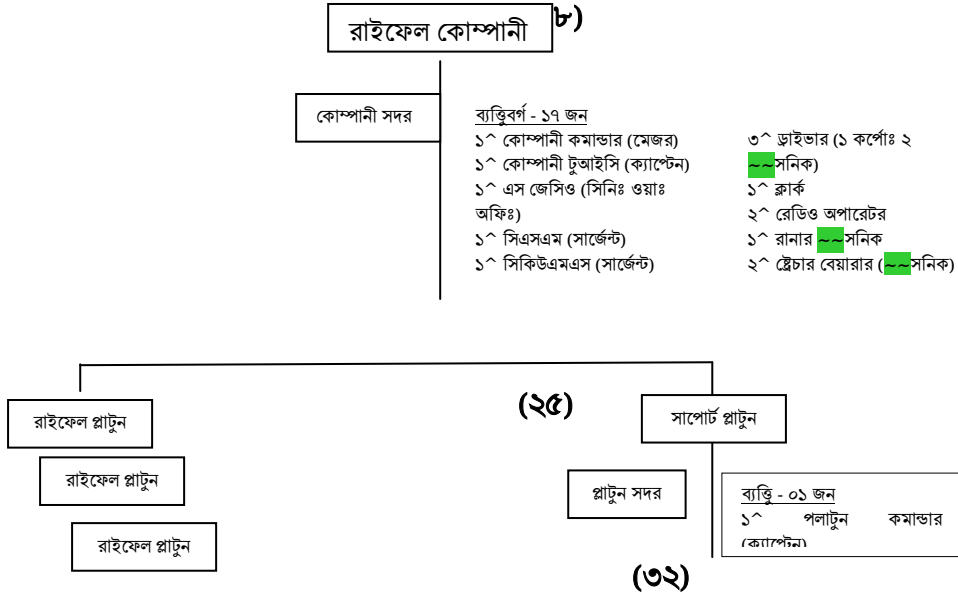 রাইফেল কোম্পানী
৮)
কোম্পানী সদর
ব্যত্তিুবর্গ - ১৭ জন
১^ কোম্পানী কমান্ডার (মেজর)
১^ কোম্পানী টুআইসি (ক্যাপ্টেন)
১^ এস জেসিও (সিনিঃ ওয়াঃ
অফিঃ)
১^ সিএসএম (সার্জেন্ট)
১^ সিকিউএমএস (সার্জেন্ট)
৩^ ড্রাইভার (১ কর্পোঃ ২
~~সনিক)
১^ ক্লার্ক
২^ রেডিও অপারেটর
১^ রানার ~~সনিক
২^ ষ্ট্রেচার বেয়ারার (~~সনিক)
রাইফেল প্লাটুন
রাইফেল প্লাটুন
রাইফেল প্লাটুন
(২৫)
সাপোর্ট প্লাটুন
প্লাটুন সদর
ব্যত্তিু - ০১ জন
১^ পলাটুন কমান্ডার
(ক্যাপ্টেন)
(৩২)